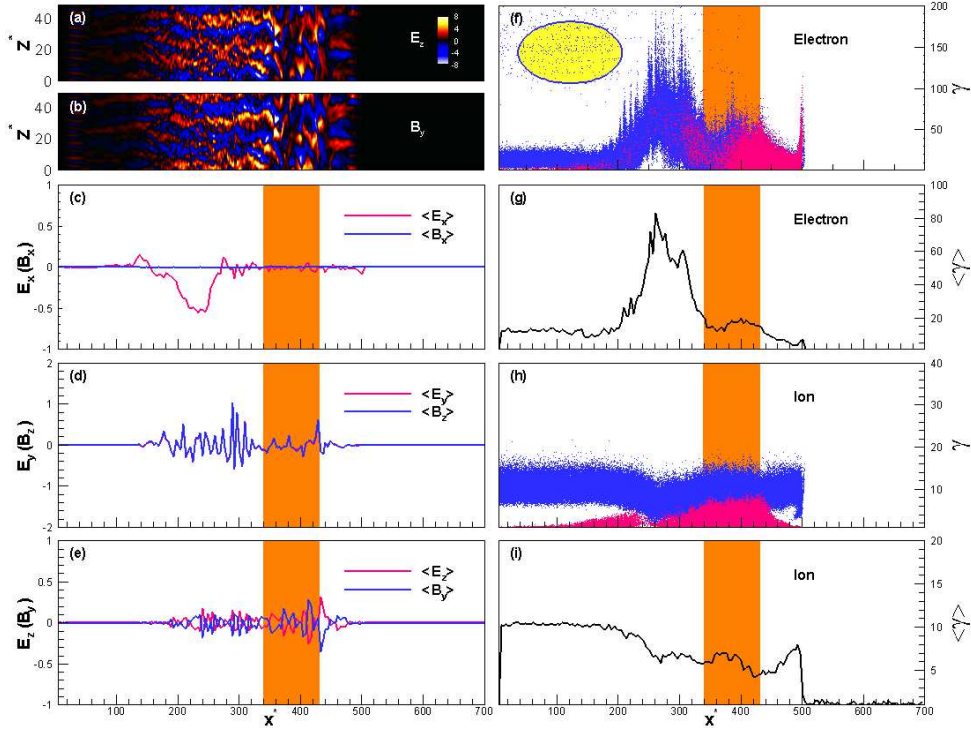 (a)
E_z
8
4
0
-4
-8
Z*
40
20
0
(b)
B_y
Z*
40
20
0
(c)
<E_x>
<B_x>
E_x (B_x)
1
0.5
0
-0.5
-1
(d)
<E_y>
<B_z>
E_y (B_z)
2
1
0
-1
-2
(e)
<E_z>
<B_y>
E_z (B_y)
1
0.5
0
-0.5
-1
100 200 300 400 500 600 700
x*
(f)
Electron
200
150
100
50
γ
(g)
Electron
100
80
60
40
20
<γ>
(h)
Ion
40
30
20
10
γ
(i)
Ion
20
15
10
5
<γ>
100 200 300 400 500 600 700
x*